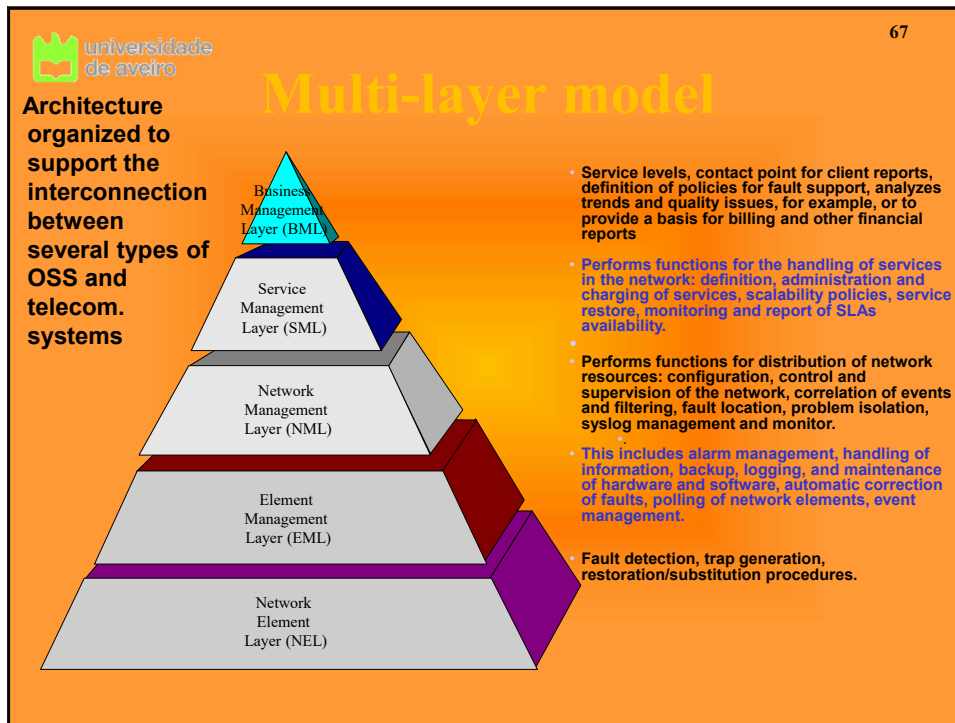 67
universidade
de aveiro
Multi-layer model
Architecture
organized to
support the
interconnection
between
several types of
OSS and
telecom.
systems
Business
Management
Layer (BML)
Service
Management
Layer (SML)
Network
Management
Layer (NML)
Element
Management
Layer (EML)
Network
Element
Layer (NEL)
• Service levels, contact point for client reports,
definition of policies for fault support, analyzes
trends and quality issues, for example, or to
provide a basis for billing and other financial
reports
• Performs functions for the handling of services
in the network: definition, administration and
charging of services, scalability policies, service
restore, monitoring and report of SLAs
availability.
•
• Performs functions for distribution of network
resources: configuration, control and
supervision of the network, correlation of events
and filtering, fault location, problem isolation,
syslog management and monitor.
• .
• This includes alarm management, handling of
information, backup, logging, and maintenance
of hardware and software, automatic correction
of faults, polling of network elements, event
management.
• Fault detection, trap generation,
restoration/substitution procedures.